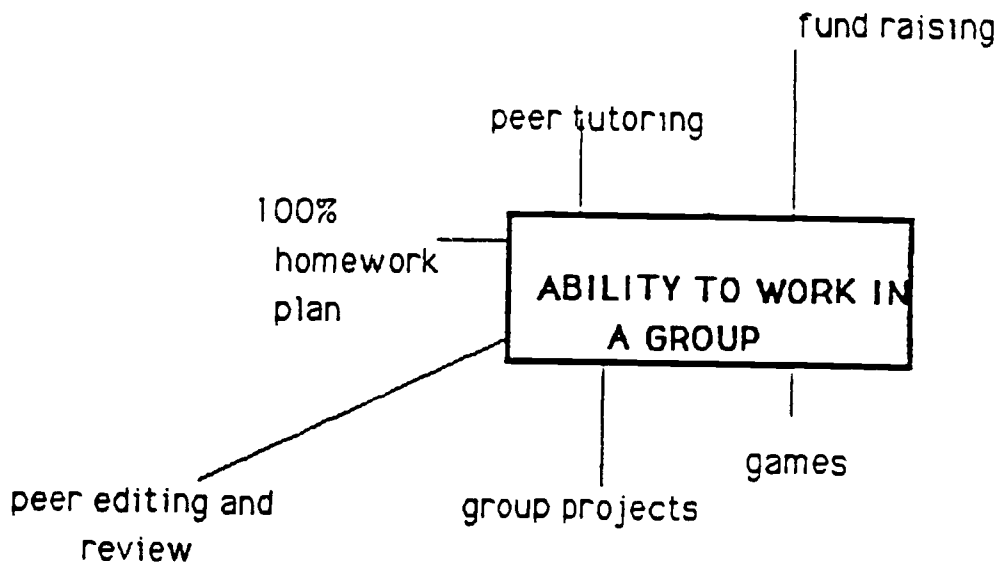 fund raising
peer tutoring
100%
homework
plan
ABILITY TO WORK IN
A GROUP
games
group projects
peer editing and
review